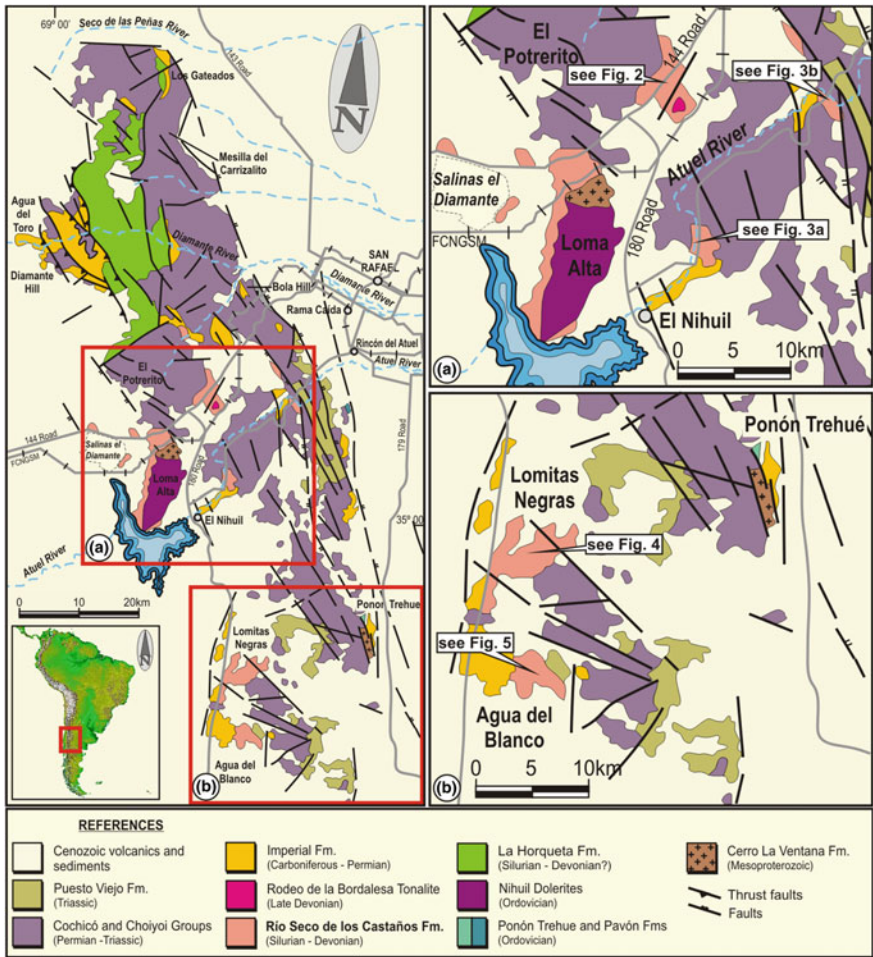 69° 00'
Seco de las Peñas River
143 Road
Los Gateados
N
Mesilla del
Carrizalito
Agua
del
Toro
Diamante
Hill
Diamante River
SAN
RAFAEL
Diamante
River
Bola Hill
Rama Caída
Rincón del Atuel
Atuel River
El
Potrerito
144 Road
FCNGSM
Salinas el
Diamante
Loma
Alta
180 Road
179 Road
El Nihuil
35° 00'
(a)
Atuel River
0 10 20km
Ponón Trehue
Lomitas
Negras
Agua del
Blanco
(b)
N
El
Potrerito
144 Road
see Fig. 2
see Fig. 3b
Atuel River
Salinas el
Diamante
FCNGSM
Loma
Alta
180 Road
see Fig. 3a
El Nihuil
(a)
0 5 10km
Ponón Trehué
Lomitas
Negras
see Fig. 4
see Fig. 5
Agua del
Blanco
(b)
0 5 10km
REFERENCES
Cenozoic volcanics and
sediments
Puesto Viejo Fm.
(Triassic)
Cochicó and Choiyoi Groups
(Permian -Triassic)
Imperial Fm.
(Carboniferous - Permian)
Rodeo de la Bordalesa Tonalite
(Late Devonian)
Río Seco de los Castaños Fm.
(Silurian - Devonian)
La Horqueta Fm.
(Silurian - Devonian?)
Nihuil Dolerites
(Ordovician)
Ponón Trehue and Pavón Fms
(Ordovician)
Cerro La Ventana Fm.
(Mesoproterozoic)
Thrust faults
Faults